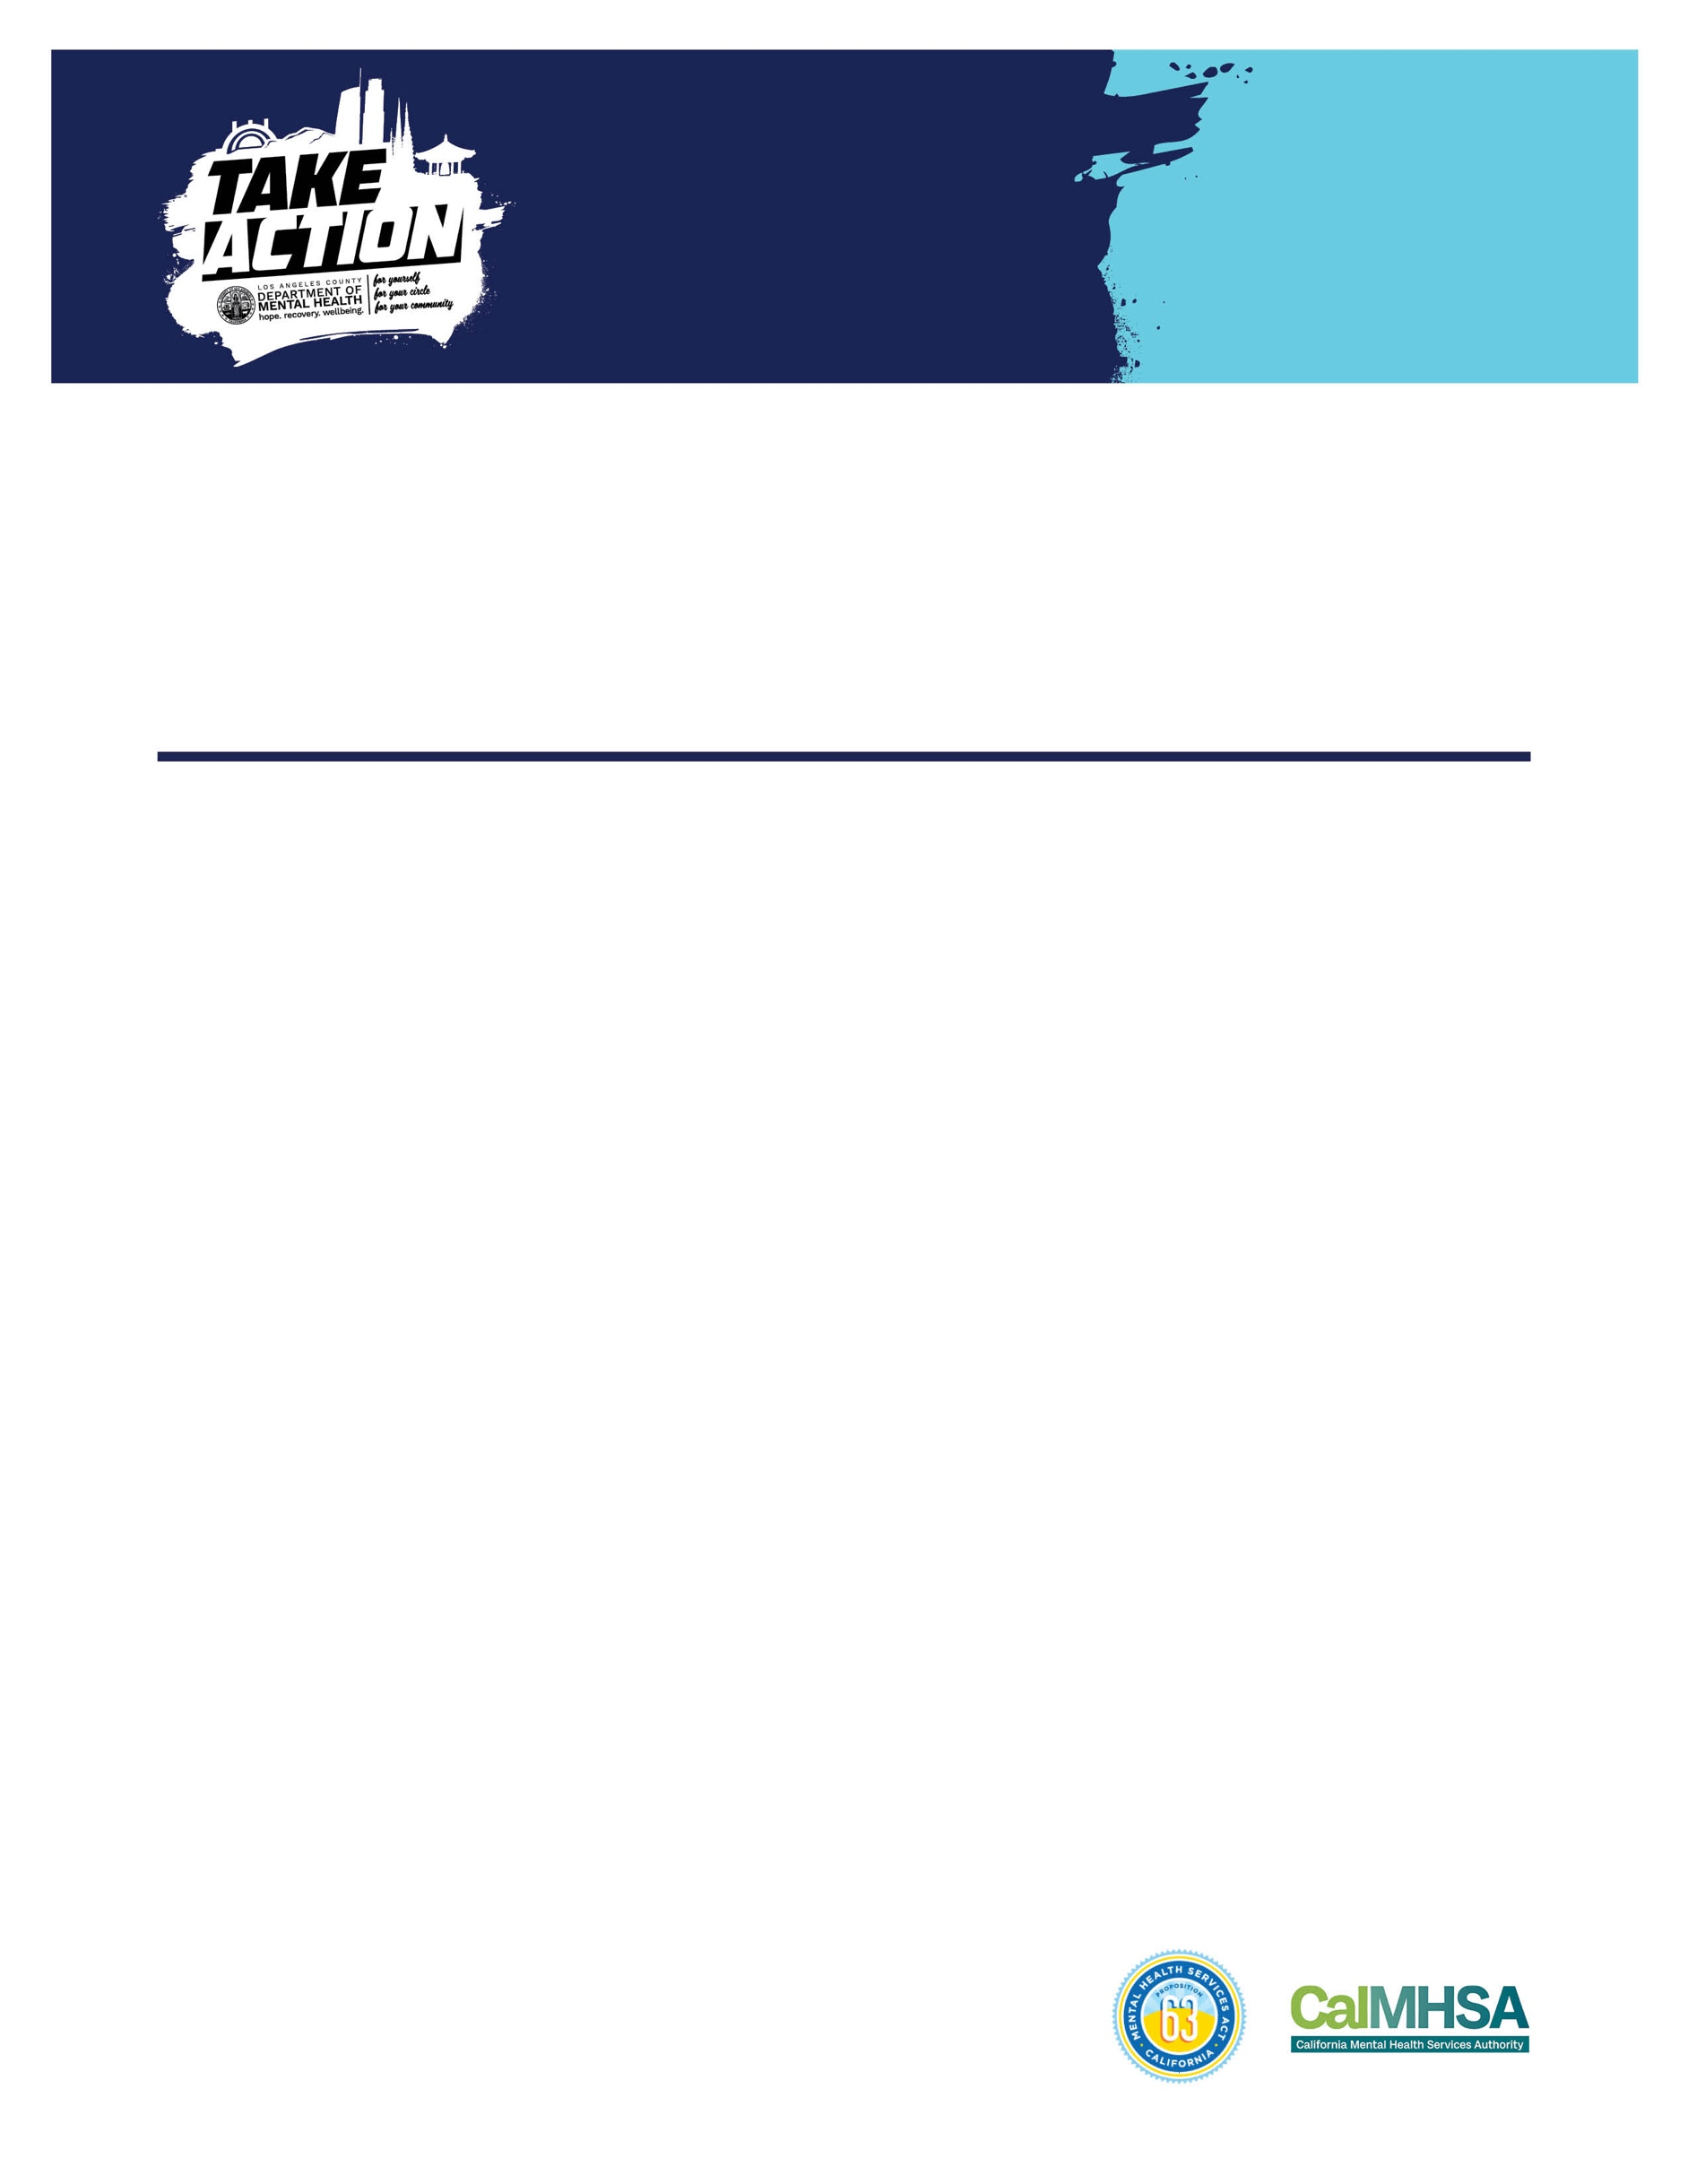 TAKE
ACTION
LOS ANGELES COUNTY
DEPARTMENT OF
MENTAL HEALTH
hope. recovery. wellbeing.
for yourself
for your circle
for your community
MENTAL HEALTH SERVICES ACT
PROPOSITION
63
CALIFORNIA
CalMHSA
California Mental Health Services Authority